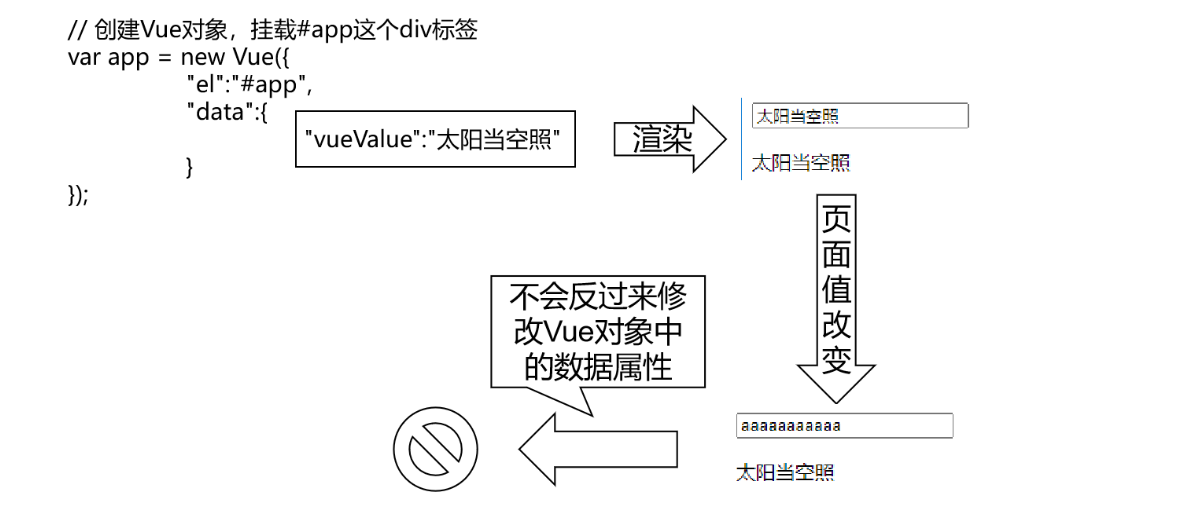 // 创建Vue对象，挂载#app这个div标签
var app = new Vue({
"el":"#app",
"data":{
"vueValue":"太阳当空照"
}
});
渲染
太阳当空照
太阳当空照
页面值改变
不会反过来修
改Vue对象中
的数据属性
aaaaaaaaaaa
太阳当空照